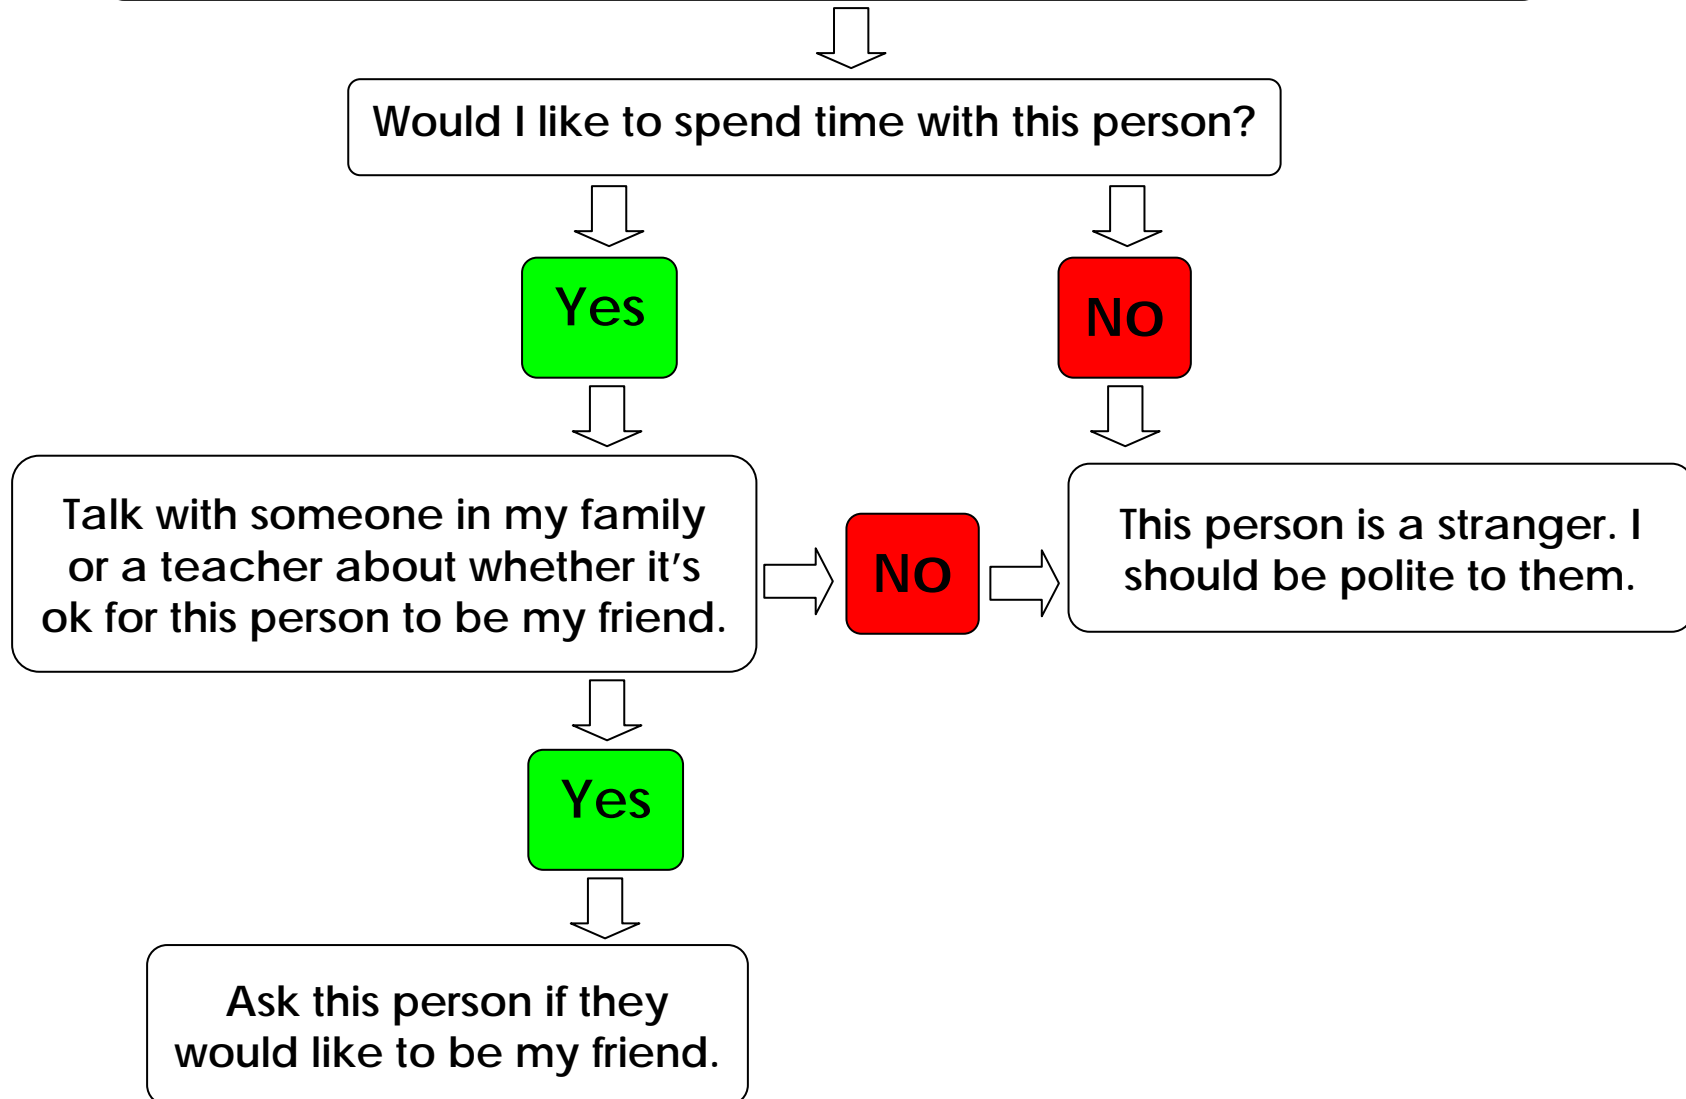 Would I like to spend time with this person?
Yes
NO
Talk with someone in my family
or a teacher about whether it's
ok for this person to be my friend.
NO
This person is a stranger. I
should be polite to them.
Yes
Ask this person if they
would like to be my friend.